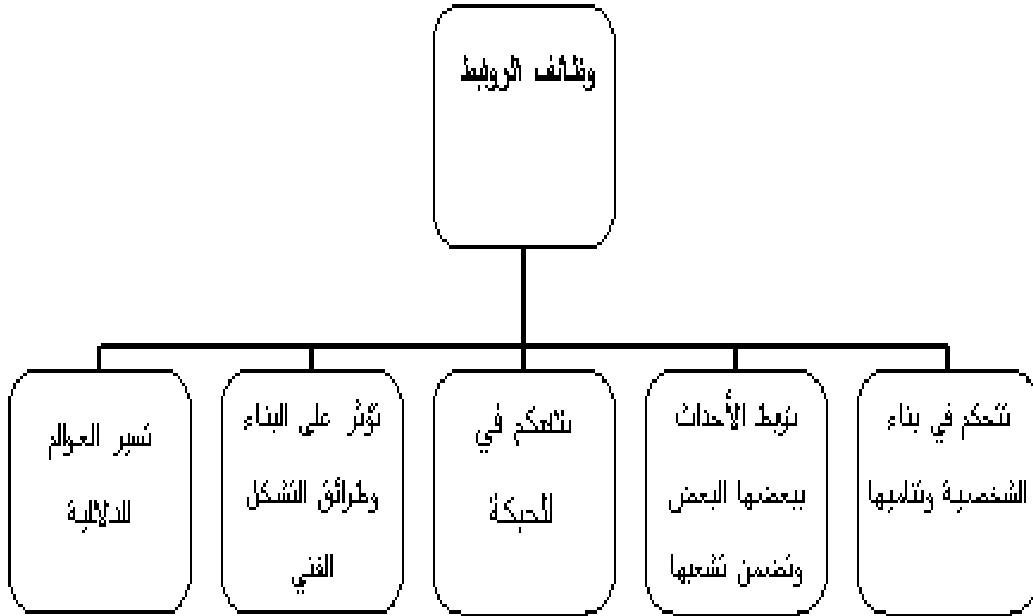 وظائف الروابط
تتحكم في بناء
الشخصية وتناميها
تربط الأحداث
ببعضها البعض
وتضمن تشعبها
تتحكم في
الحبكة
تؤثر على البناء
وطرائق التشكل
الفني
تسير العوالم
الدلالية